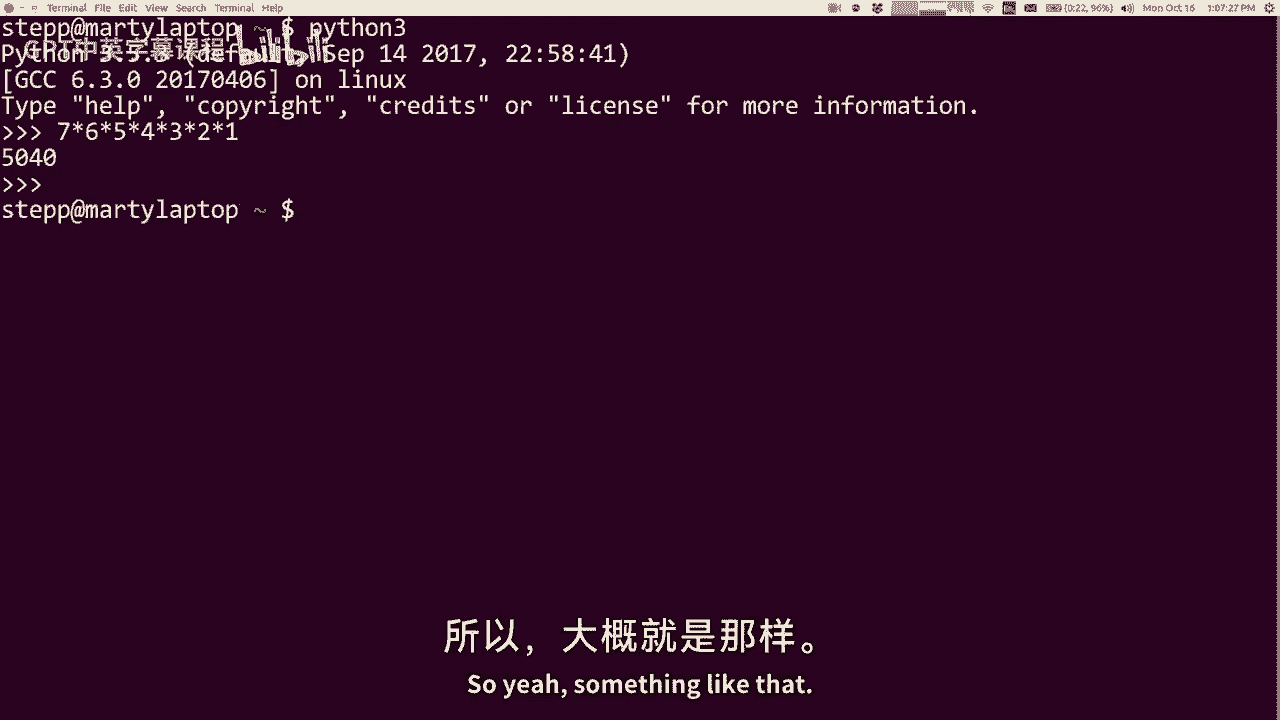 Terminal File Edit View Search Terminal Help (0:22, 96%) Mon Oct 16 1:07:27 PM
stepp@martylaptop ~ $ python3
GPT中英字幕课程 bilibili
Python (default, Sep 14 2017, 22:58:41)
[GCC 6.3.0 20170406] on linux
Type "help", "copyright", "credits" or "license" for more information.
>>> 7*6*5*4*3*2*1
5040
>>>
stepp@martylaptop ~ $
所以，大概就是那样。
So yeah, something like that.